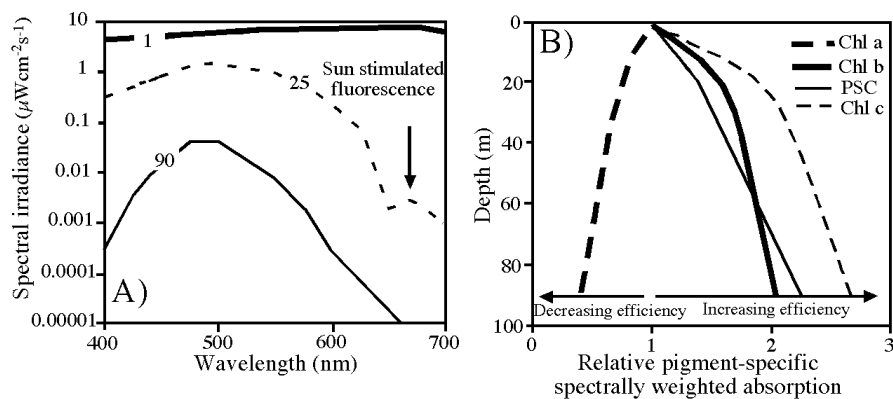 A)
Spectral irradiance (μWcm⁻²s⁻¹)
10
1
0.1
0.01
0.001
0.0001
0.00001
1
25
90
Sun stimulated
fluorescence
400
500
600
700
Wavelength (nm)
B)
Depth (m)
0
20
40
60
80
100
Chl a
Chl b
PSC
Chl c
Decreasing efficiency
Increasing efficiency
0
1
2
3
Relative pigment-specific
spectrally weighted absorption